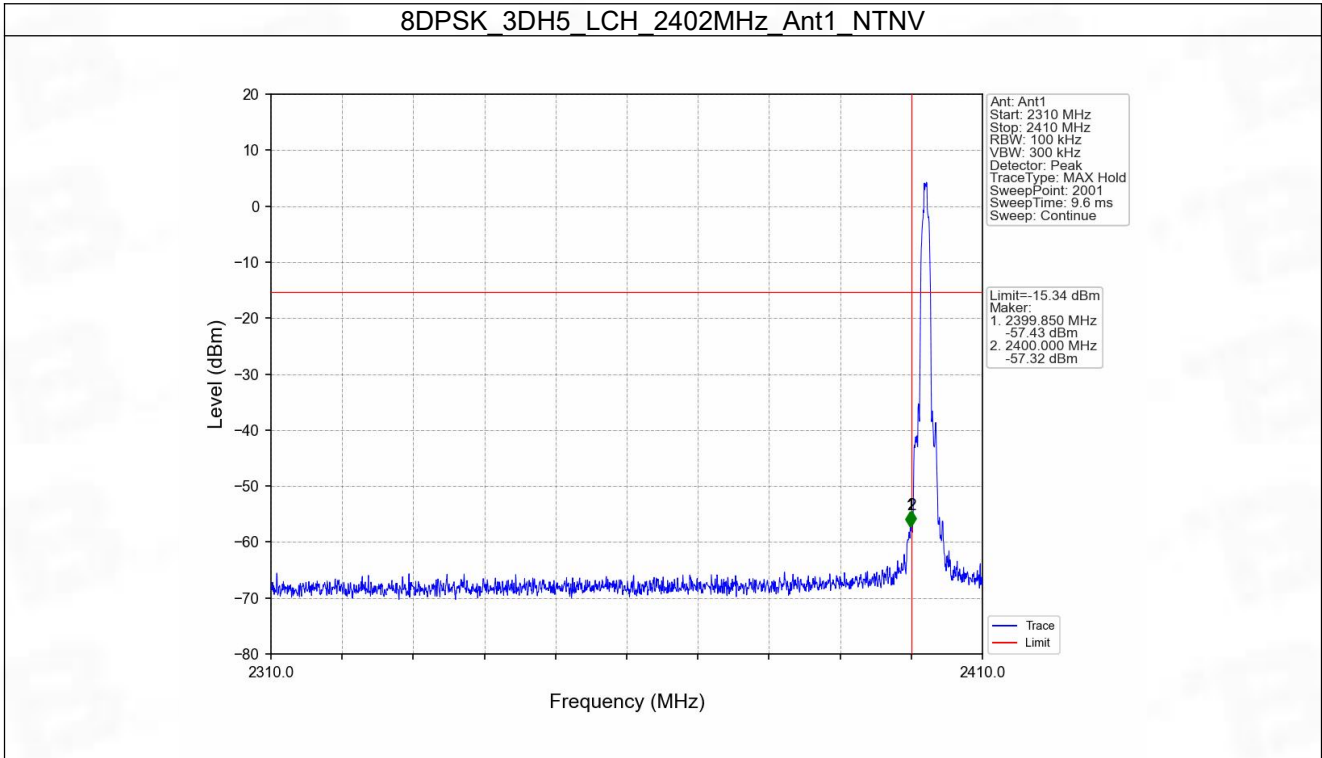 8DPSK_3DH5_LCH_2402MHz_Ant1_NTNV
20
10
0
−10
−20
−30
−40
−50
−60
−70
−80
Level (dBm)
2310.0
2410.0
Frequency (MHz)
2
Ant: Ant1
Start: 2310 MHz
Stop: 2410 MHz
RBW: 100 kHz
VBW: 300 kHz
Detector: Peak
TraceType: MAX Hold
SweepPoint: 2001
SweepTime: 9.6 ms
Sweep: Continue
Limit=-15.34 dBm
Maker:
1. 2399.850 MHz
-57.43 dBm
2. 2400.000 MHz
-57.32 dBm
Trace
Limit